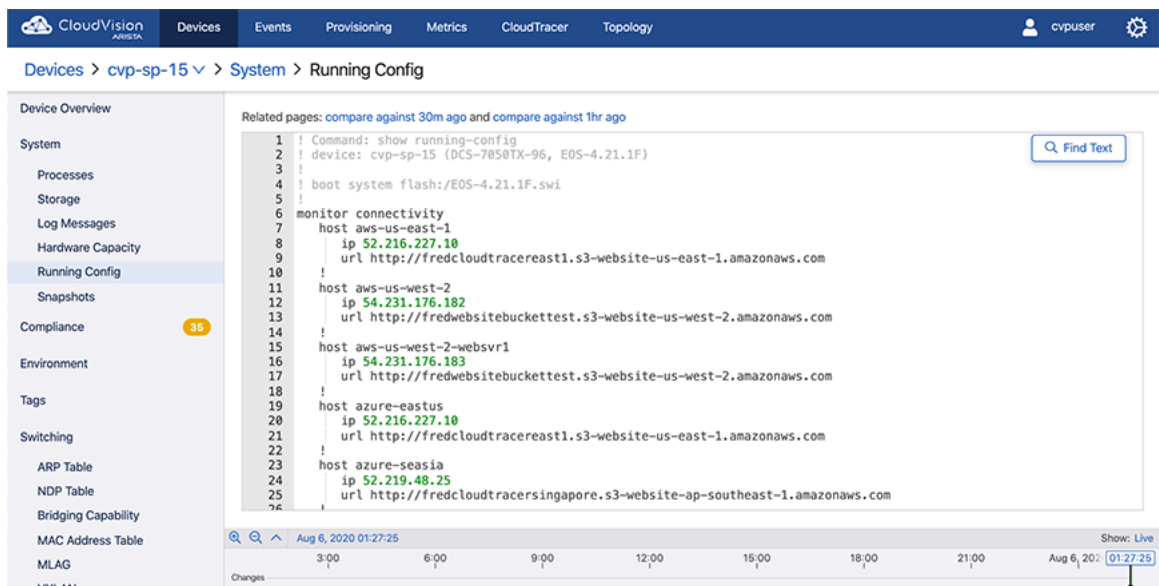 CloudVision
ARISTA
Devices
Events
Provisioning
Metrics
CloudTracer
Topology
cvpuser
Devices > cvp-sp-15 > System > Running Config
Device Overview
System
Processes
Storage
Log Messages
Hardware Capacity
Running Config
Snapshots
Compliance 35
Environment
Tags
Switching
ARP Table
NDP Table
Bridging Capability
MAC Address Table
MLAG
Related pages: compare against 30m ago and compare against 1hr ago
Find Text
1 ! Command: show running-config
2 ! device: cvp-sp-15 (DCS-7050TX-96, EOS-4.21.1F)
3 !
4 ! boot system flash:/EOS-4.21.1F.swi
5 !
6 monitor connectivity
7 host aws-us-east-1
8 ip 52.216.227.10
9 url http://fredcloudtracereast1.s3-website-us-east-1.amazonaws.com
10 !
11 host aws-us-west-2
12 ip 54.231.176.182
13 url http://fredwebsitebuckettest.s3-website-us-west-2.amazonaws.com
14 !
15 host aws-us-west-2-websvr1
16 ip 54.231.176.183
17 url http://fredwebsitebuckettest.s3-website-us-west-2.amazonaws.com
18 !
19 host azure-eastus
20 ip 52.216.227.10
21 url http://fredcloudtracereast1.s3-website-us-east-1.amazonaws.com
22 !
23 host azure-seasia
24 ip 52.219.48.25
25 url http://fredcloudtracersingapore.s3-website-ap-southeast-1.amazonaws.com
26 !
Aug 6, 2020 01:27:25
Show: Live
3:00 6:00 9:00 12:00 15:00 18:00 21:00 Aug 6, 202 01:27:25
Changes